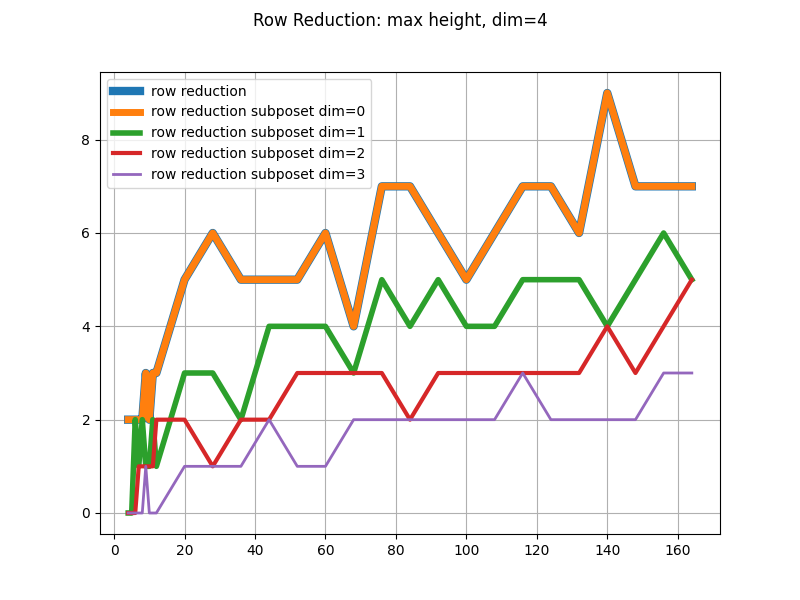 Row Reduction: max height, dim=4
row reduction
row reduction subposet dim=0
row reduction subposet dim=1
row reduction subposet dim=2
row reduction subposet dim=3
8
6
4
2
0
0 20 40 60 80 100 120 140 160